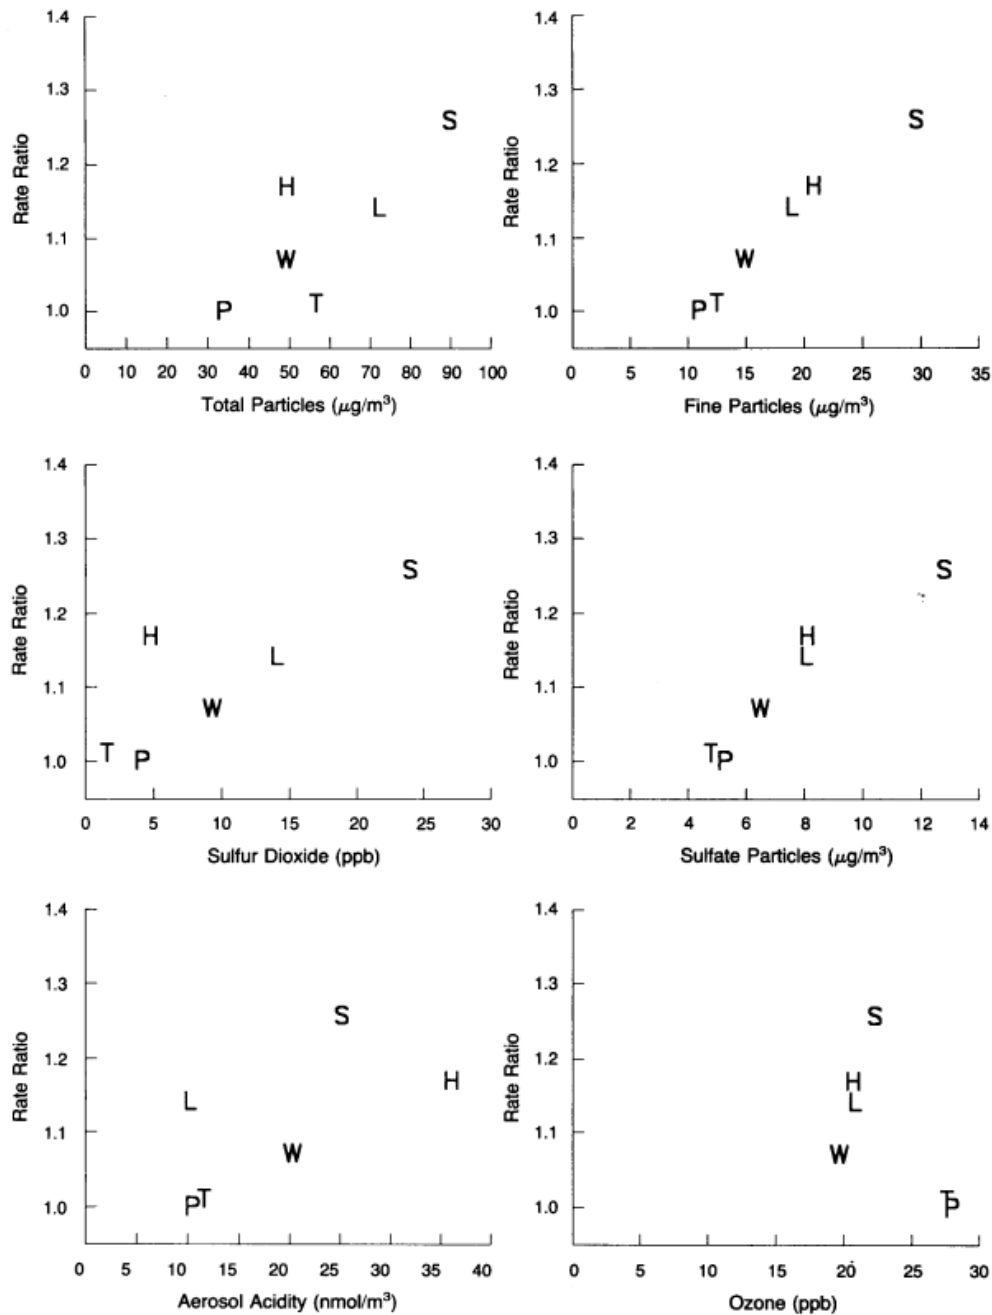 1.4
1.3
1.2
1.1
1.0
Rate Ratio
S
H
L
W
P
T
0 10 20 30 40 50 60 70 80 90 100
Total Particles (μg/m³)
1.4
1.3
1.2
1.1
1.0
Rate Ratio
S
H
L
W
T
P
0 5 10 15 20 25 30 35
Fine Particles (μg/m³)
1.4
1.3
1.2
1.1
1.0
Rate Ratio
S
H
L
W
T
P
0 5 10 15 20 25 30
Sulfur Dioxide (ppb)
1.4
1.3
1.2
1.1
1.0
Rate Ratio
S
H
L
W
T
P
0 2 4 6 8 10 12 14
Sulfate Particles (μg/m³)
1.4
1.3
1.2
1.1
1.0
Rate Ratio
S
H
L
W
T
P
0 5 10 15 20 25 30 35 40
Aerosol Acidity (nmol/m³)
1.4
1.3
1.2
1.1
1.0
Rate Ratio
S
H
L
W
T
P
0 5 10 15 20 25 30
Ozone (ppb)